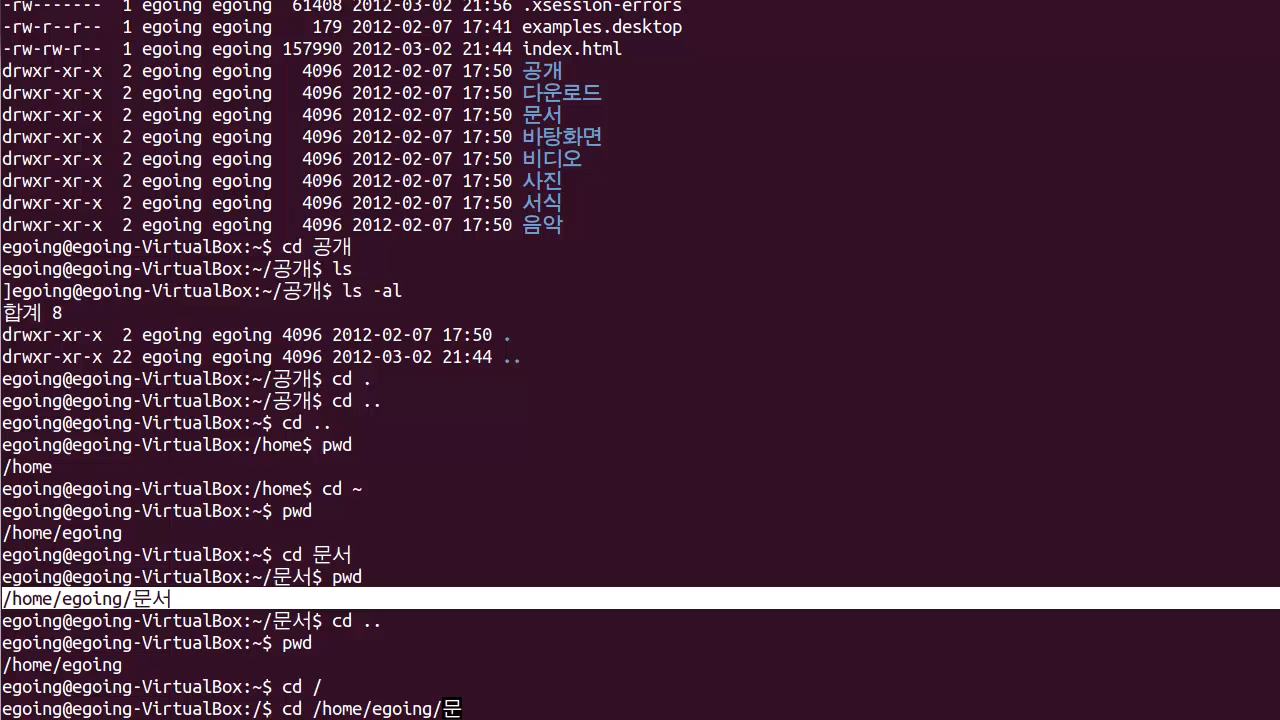 -rw------- 1 egoing egoing 61408 2012-03-02 21:56 .xsession-errors
-rw-r--r-- 1 egoing egoing 179 2012-02-07 17:41 examples.desktop
-rw-rw-r-- 1 egoing egoing 157990 2012-03-02 21:44 index.html
drwxr-xr-x 2 egoing egoing 4096 2012-02-07 17:50 공개
drwxr-xr-x 2 egoing egoing 4096 2012-02-07 17:50 다운로드
drwxr-xr-x 2 egoing egoing 4096 2012-02-07 17:50 문서
drwxr-xr-x 2 egoing egoing 4096 2012-02-07 17:50 바탕화면
drwxr-xr-x 2 egoing egoing 4096 2012-02-07 17:50 비디오
drwxr-xr-x 2 egoing egoing 4096 2012-02-07 17:50 사진
drwxr-xr-x 2 egoing egoing 4096 2012-02-07 17:50 서식
drwxr-xr-x 2 egoing egoing 4096 2012-02-07 17:50 음악
egoing@egoing-VirtualBox:~$ cd 공개
egoing@egoing-VirtualBox:~/공개$ ls
]egoing@egoing-VirtualBox:~/공개$ ls -al
합계 8
drwxr-xr-x 2 egoing egoing 4096 2012-02-07 17:50 .
drwxr-xr-x 22 egoing egoing 4096 2012-03-02 21:44 ..
egoing@egoing-VirtualBox:~/공개$ cd .
egoing@egoing-VirtualBox:~/공개$ cd ..
egoing@egoing-VirtualBox:~$ cd ..
egoing@egoing-VirtualBox:/home$ pwd
/home
egoing@egoing-VirtualBox:/home$ cd ~
egoing@egoing-VirtualBox:~$ pwd
/home/egoing
egoing@egoing-VirtualBox:~$ cd 문서
egoing@egoing-VirtualBox:~/문서$ pwd
/home/egoing/문서
egoing@egoing-VirtualBox:~/문서$ cd ..
egoing@egoing-VirtualBox:~$ pwd
/home/egoing
egoing@egoing-VirtualBox:~$ cd /
egoing@egoing-VirtualBox:/$ cd /home/egoing/문